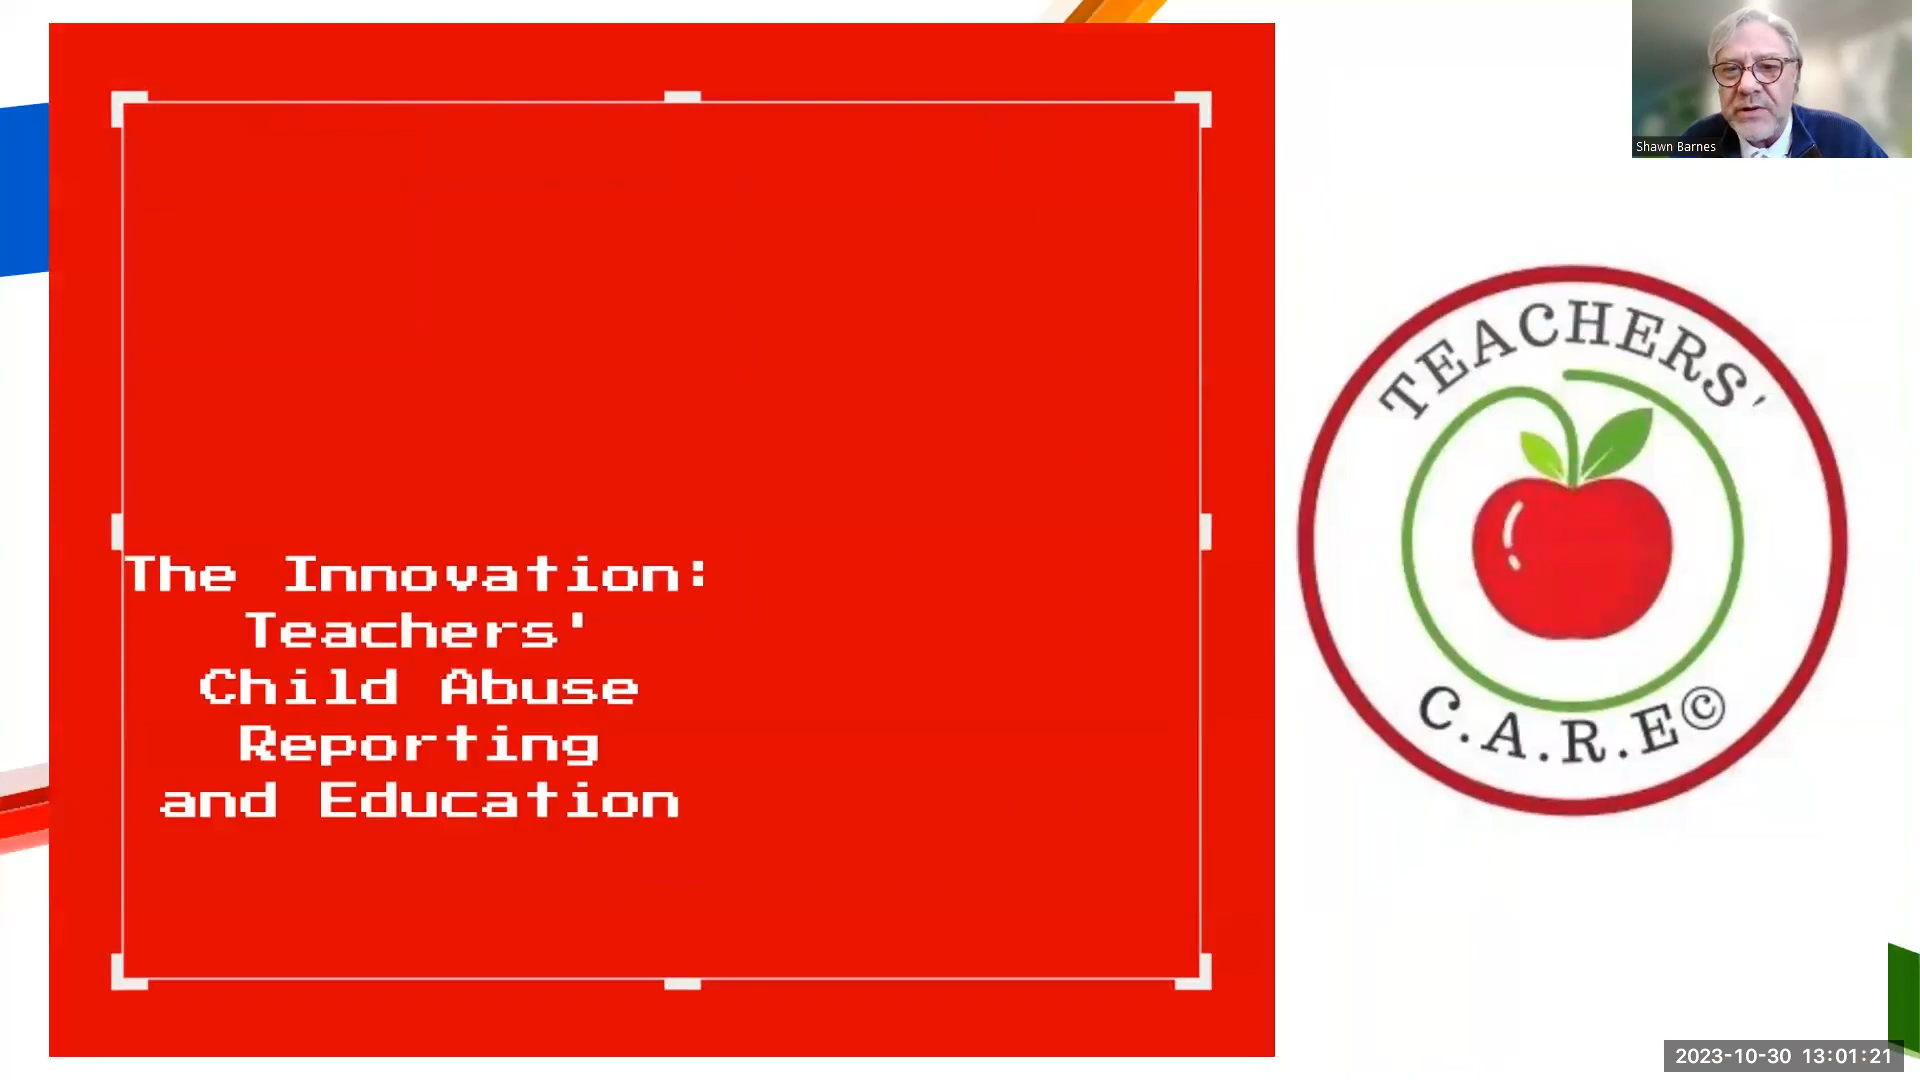 Shawn Barnes
The Innovation:
Teachers'
Child Abuse
Reporting
and Education
TEACHERS'
C.A.R.E©
2023-10-30 13:01:21